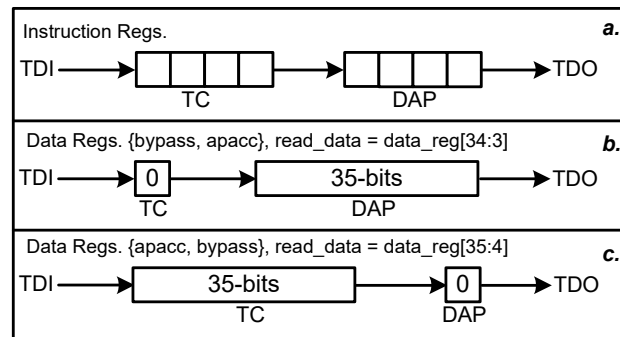 Instruction Regs.
a.
TDI
TDO
TC
DAP
Data Regs. {bypass, apacc}, read_data = data_reg[34:3]
b.
TDI
0
35-bits
TDO
TC
DAP
Data Regs. {apacc, bypass}, read_data = data_reg[35:4]
c.
TDI
35-bits
0
TDO
TC
DAP